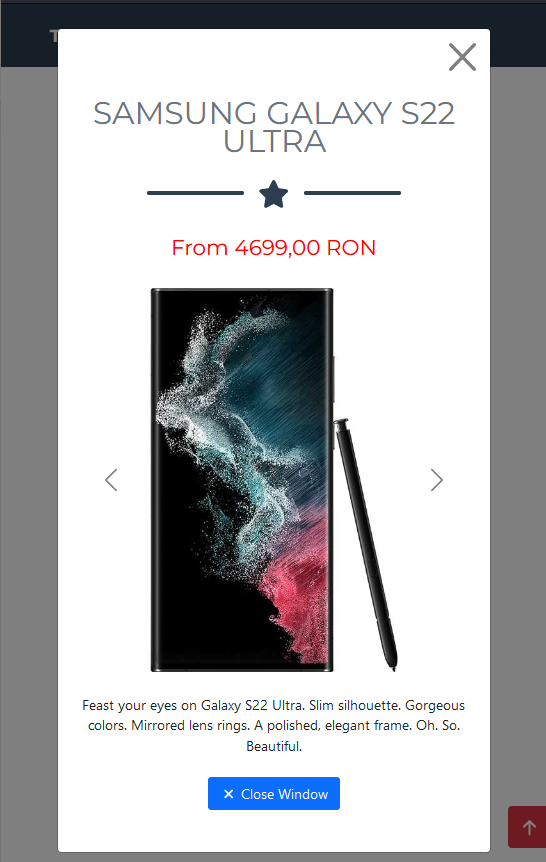 T
SAMSUNG GALAXY S22
ULTRA
From 4699,00 RON
Feast your eyes on Galaxy S22 Ultra. Slim silhouette. Gorgeous
colors. Mirrored lens rings. A polished, elegant frame. Oh. So.
Beautiful.
Close Window